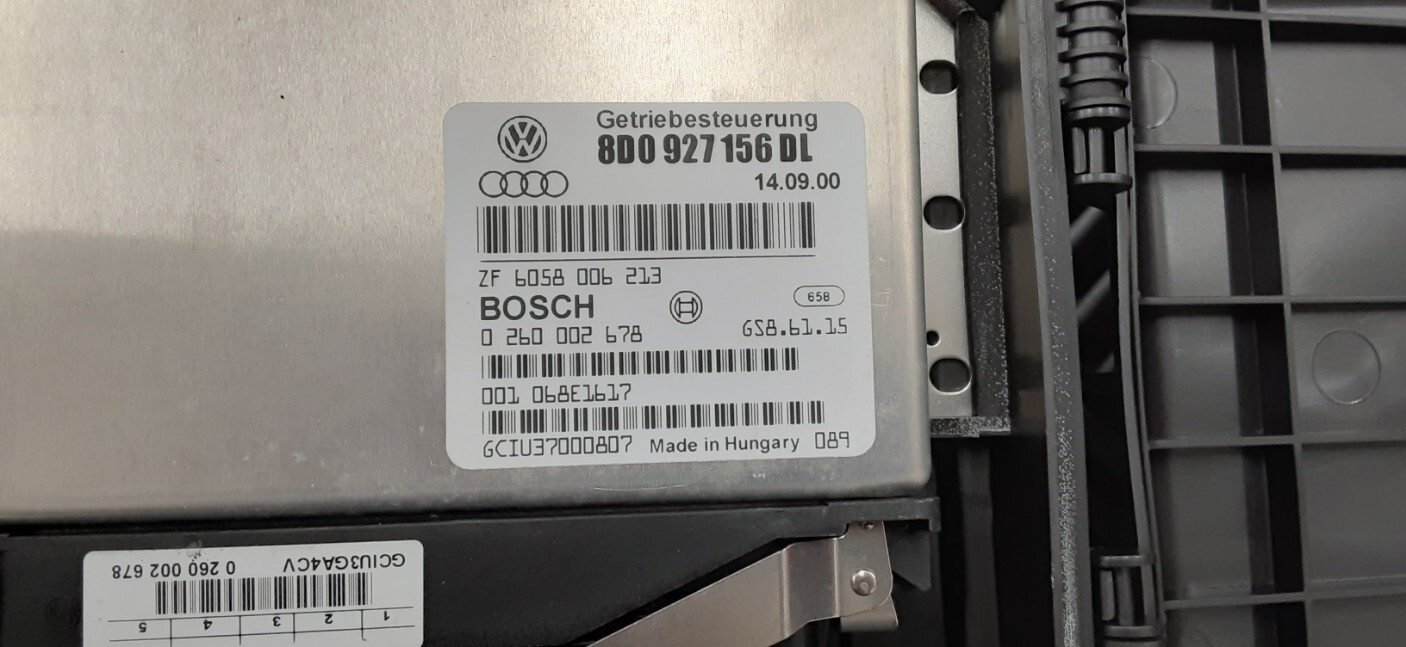 Getriebesteuerung
8D0 927 156 DL
14.09.00
ZF 6058 006 213
BOSCH
658
0 260 002 678 GS8.61.15
001 068E1617
GCIU37000807 Made in Hungary 089
GCIU3GA4CV 0 260 002 678
1 2 3 4 5